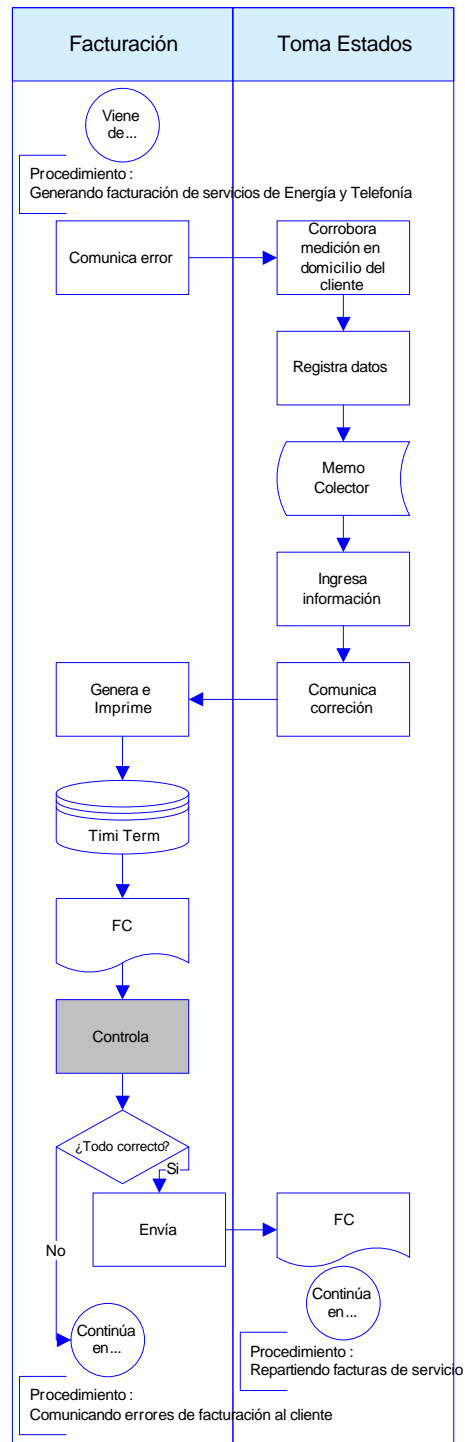 Facturación
Toma Estados
Viene
de...
Procedimiento :
Generando facturación de servicios de Energía y Telefonía
Comunica error
Corrobora
medición en
domicilio del
cliente
Registra datos
Memo
Colector
Ingresa
información
Genera e
Imprime
Comunica
correción
Timi Term
FC
Controla
¿Todo correcto?
Si
Envía
FC
No
Continúa
en...
Procedimiento :
Repartiendo facturas de servicio
Continúa
en...
Procedimiento :
Comunicando errores de facturación al cliente